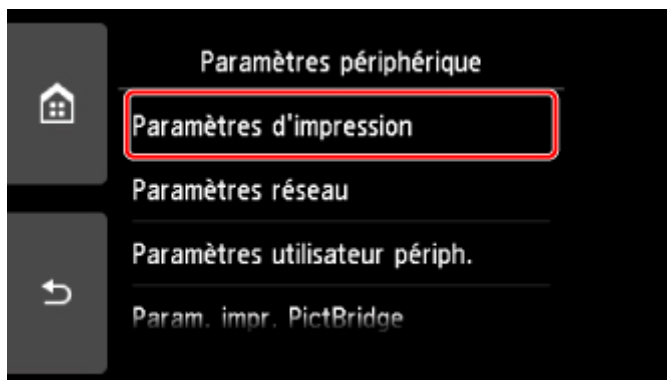 Paramètres périphérique
Paramètres d'impression
Paramètres réseau
Paramètres utilisateur périph.
Param. impr. PictBridge